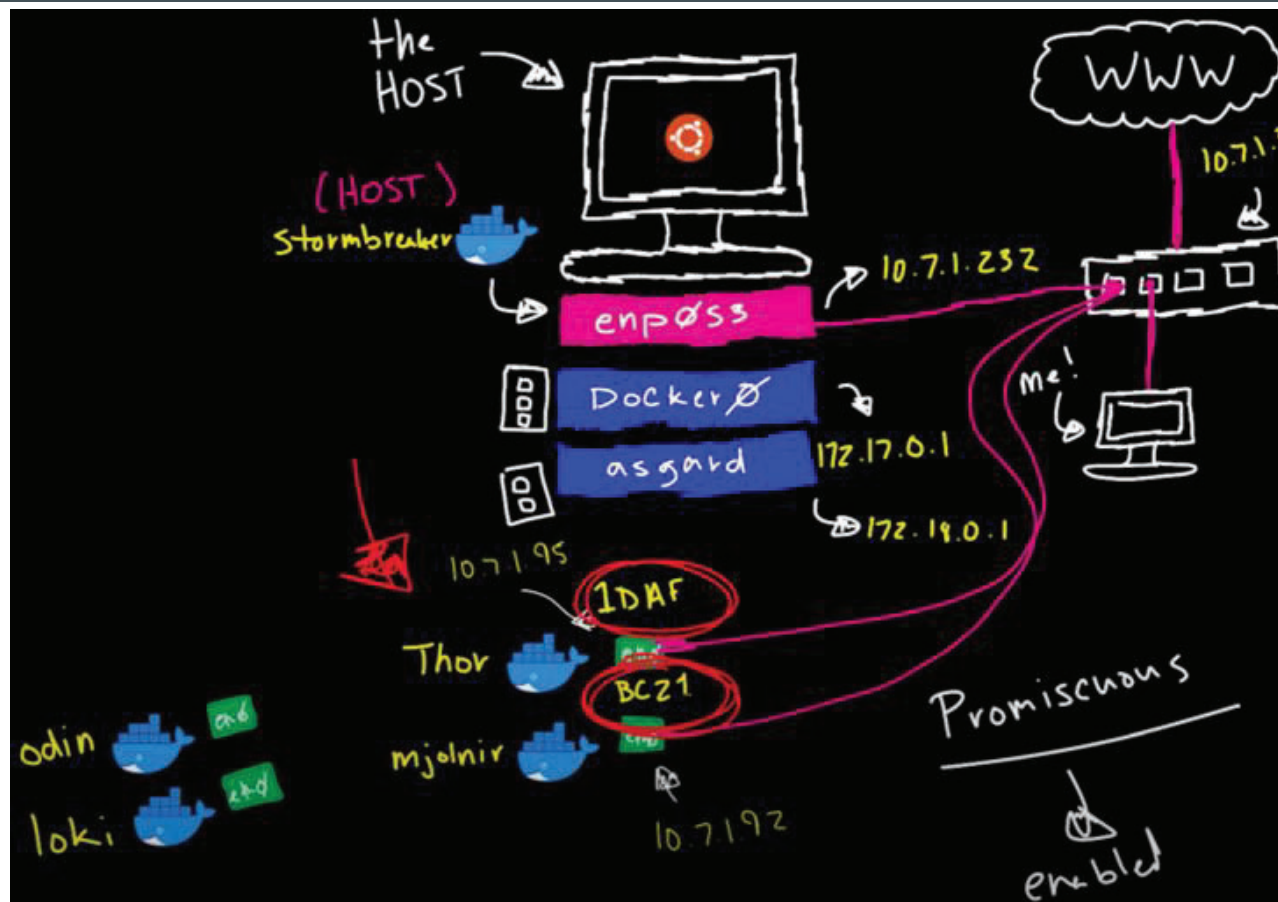 the
HOST
WWW
10.7.1.
(HOST)
stormbreaker
10.7.1.232
enp0s3
me!
Docker0
172.17.0.1
asgard
172.18.0.1
10.7.1.95
1DAF
Thor
BC21
Promiscuous
odin
mjolnir
eth0
loki
10.7.1.92
enabled